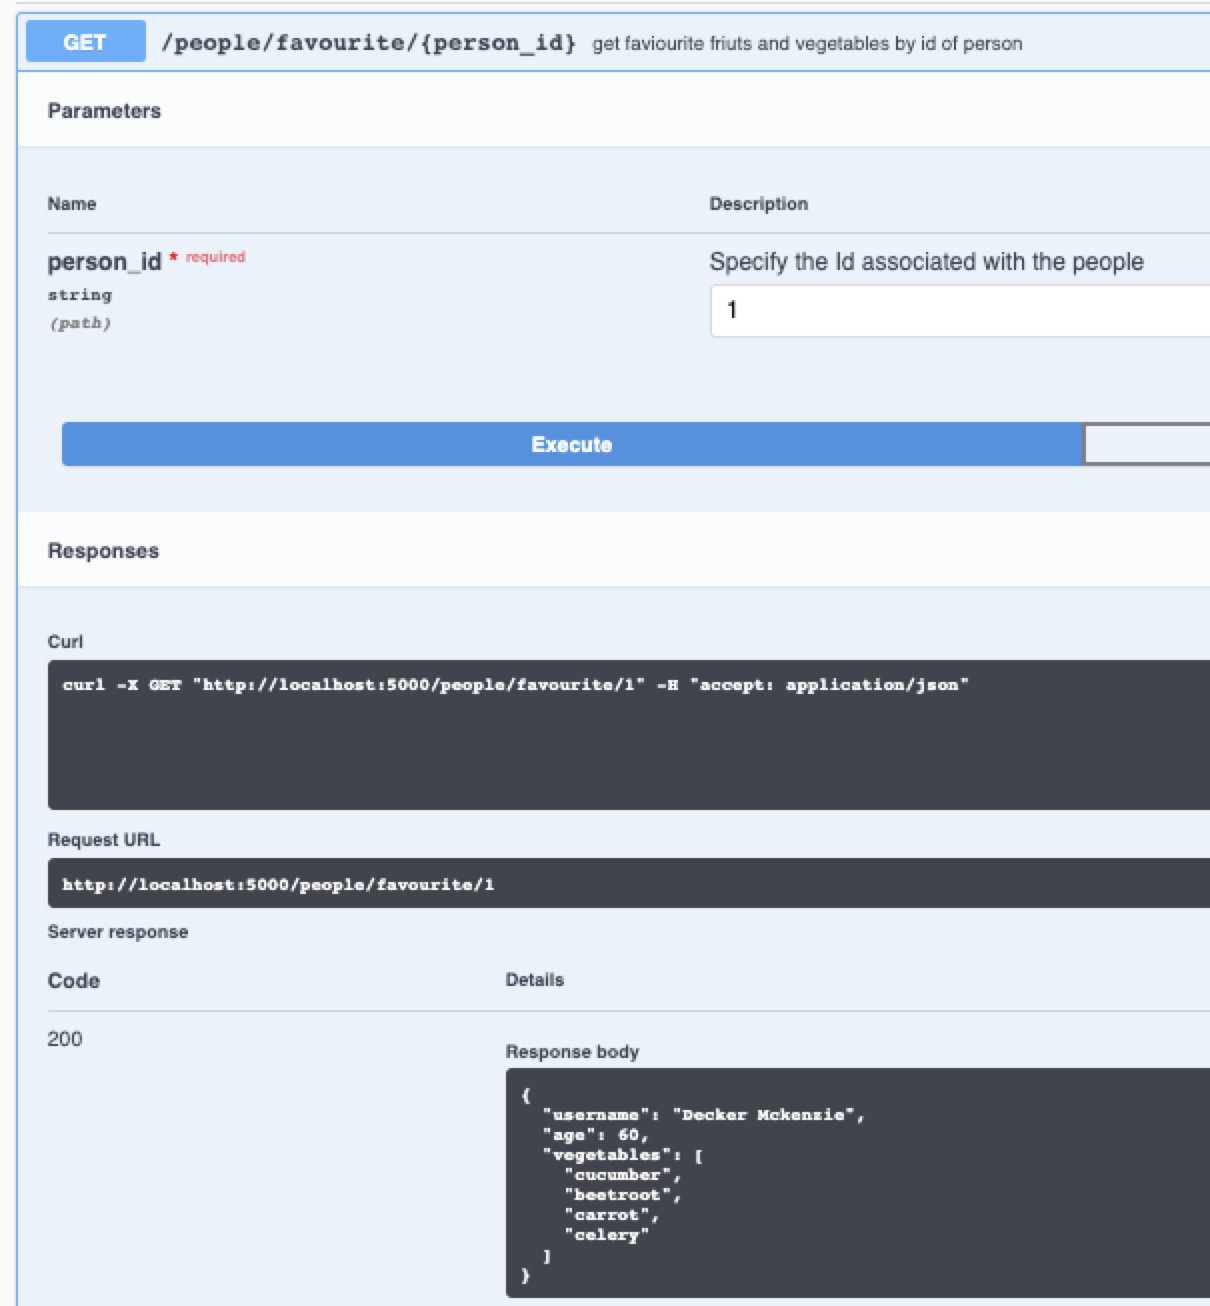 GET /people/favourite/{person_id} get faviourite friuts and vegetables by id of person
Parameters
Name Description
person_id * required Specify the Id associated with the people
string
(path)
1
Execute
Responses
Curl
curl -X GET "http://localhost:5000/people/favourite/1" -H "accept: application/json"
Request URL
http://localhost:5000/people/favourite/1
Server response
Code Details
200
Response body
{
"username": "Decker Mckenzie",
"age": 60,
"vegetables": [
"cucumber",
"beetroot",
"carrot",
"celery"
]
}